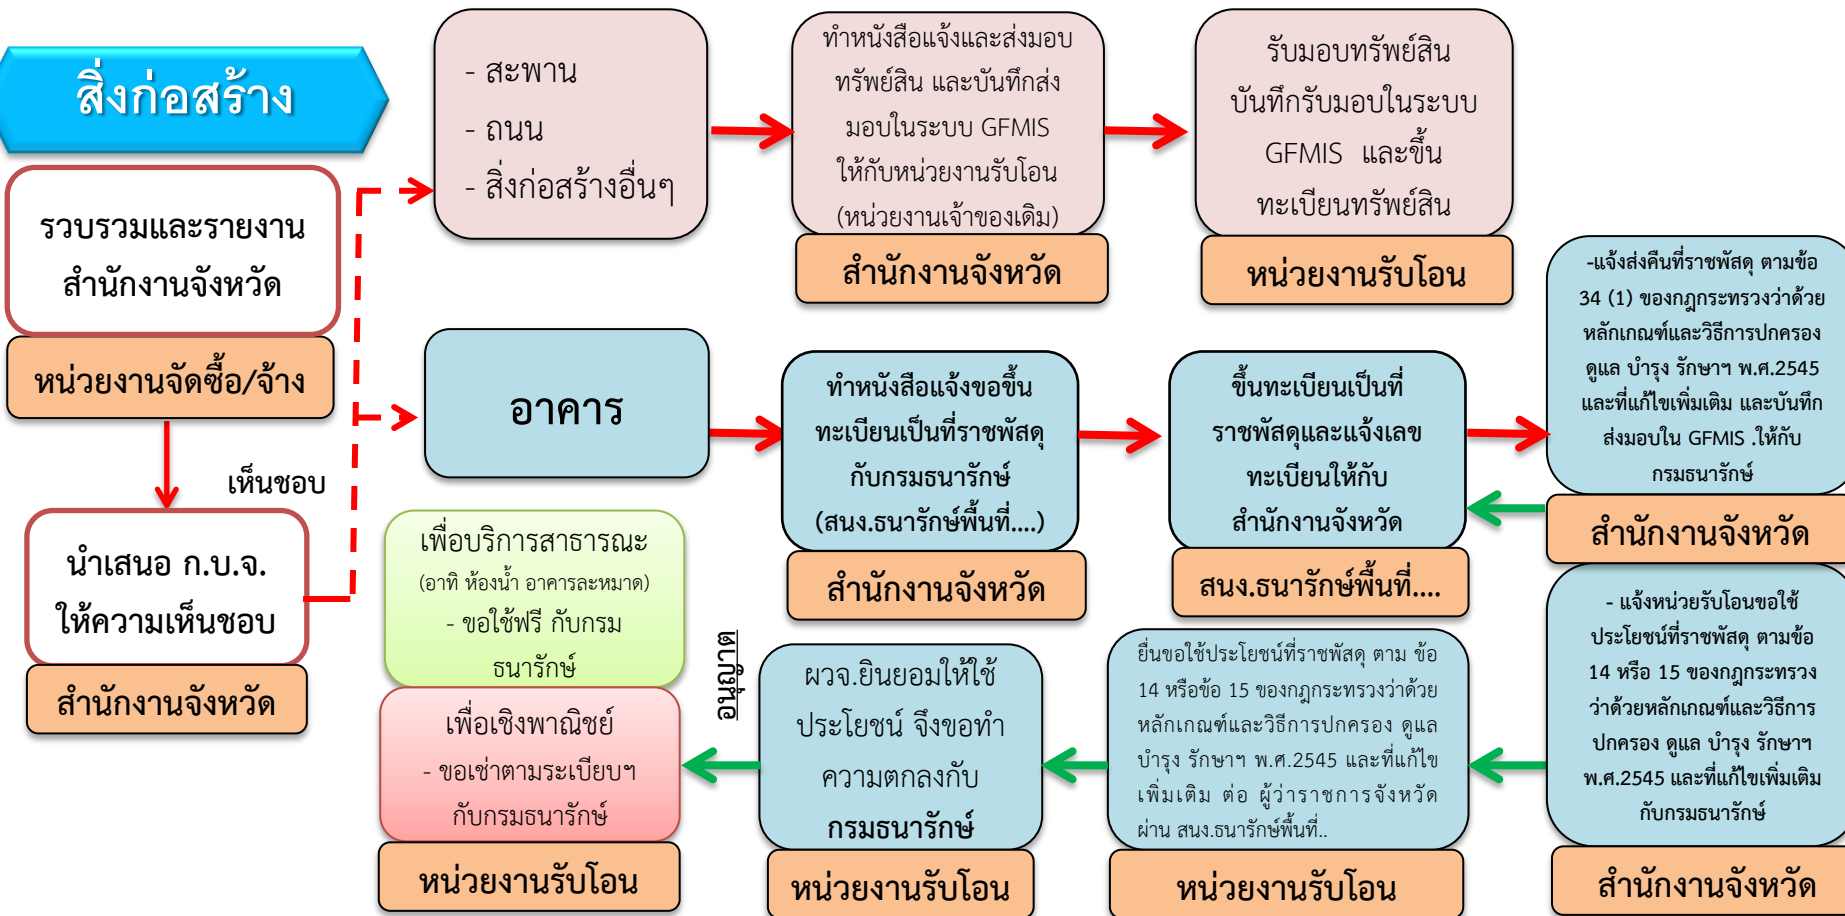 สิ่งก่อสร้าง
รวบรวมและรายงาน
สำนักงานจังหวัด
หน่วยงานจัดซื้อ/จ้าง
เห็นชอบ
นำเสนอ ก.บ.จ.
ให้ความเห็นชอบ
สำนักงานจังหวัด
- สะพาน
- ถนน
- สิ่งก่อสร้างอื่นๆ
ทำหนังสือแจ้งและส่งมอบ
ทรัพย์สิน และบันทึกส่ง
มอบในระบบ GFMIS
ให้กับหน่วยงานรับโอน
(หน่วยงานเจ้าของเดิม)
สำนักงานจังหวัด
รับมอบทรัพย์สิน
บันทึกรับมอบในระบบ
GFMIS และขึ้น
ทะเบียนทรัพย์สิน
หน่วยงานรับโอน
อาคาร
ทำหนังสือแจ้งขอขึ้น
ทะเบียนเป็นที่ราชพัสดุ
กับกรมธนารักษ์
(สนง.ธนารักษ์พื้นที่....)
สำนักงานจังหวัด
ขึ้นทะเบียนเป็นที่
ราชพัสดุและแจ้งเลข
ทะเบียนให้กับ
สำนักงานจังหวัด
สนง.ธนารักษ์พื้นที่....
-แจ้งส่งคืนที่ราชพัสดุ ตามข้อ
34 (1) ของกฎกระทรวงว่าด้วย
หลักเกณฑ์และวิธีการปกครอง
ดูแล บำรุง รักษาฯ พ.ศ.2545
และที่แก้ไขเพิ่มเติม และบันทึก
ส่งมอบใน GFMIS .ให้กับ
กรมธนารักษ์
สำนักงานจังหวัด
- แจ้งหน่วยรับโอนขอใช้
ประโยชน์ที่ราชพัสดุ ตามข้อ
14 หรือ 15 ของกฎกระทรวง
ว่าด้วยหลักเกณฑ์และวิธีการ
ปกครอง ดูแล บำรุง รักษาฯ
พ.ศ.2545 และที่แก้ไขเพิ่มเติม
กับกรมธนารักษ์
สำนักงานจังหวัด
ยื่นขอใช้ประโยชน์ที่ราชพัสดุ ตาม ข้อ
14 หรือข้อ 15 ของกฎกระทรวงว่าด้วย
หลักเกณฑ์และวิธีการปกครอง ดูแล
บำรุง รักษาฯ พ.ศ.2545 และที่แก้ไข
เพิ่มเติม ต่อ ผู้ว่าราชการจังหวัด
ผ่าน สนง.ธนารักษ์พื้นที่..
หน่วยงานรับโอน
ผวจ.ยินยอมให้ใช้
ประโยชน์ จึงขอทำ
ความตกลงกับ
กรมธนารักษ์
หน่วยงานรับโอน
อนุญาต
เพื่อบริการสาธารณะ
(อาทิ ห้องน้ำ อาคารละหมาด)
- ขอใช้ฟรี กับกรม
ธนารักษ์
เพื่อเชิงพาณิชย์
- ขอเช่าตามระเบียบฯ
กับกรมธนารักษ์
หน่วยงานรับโอน